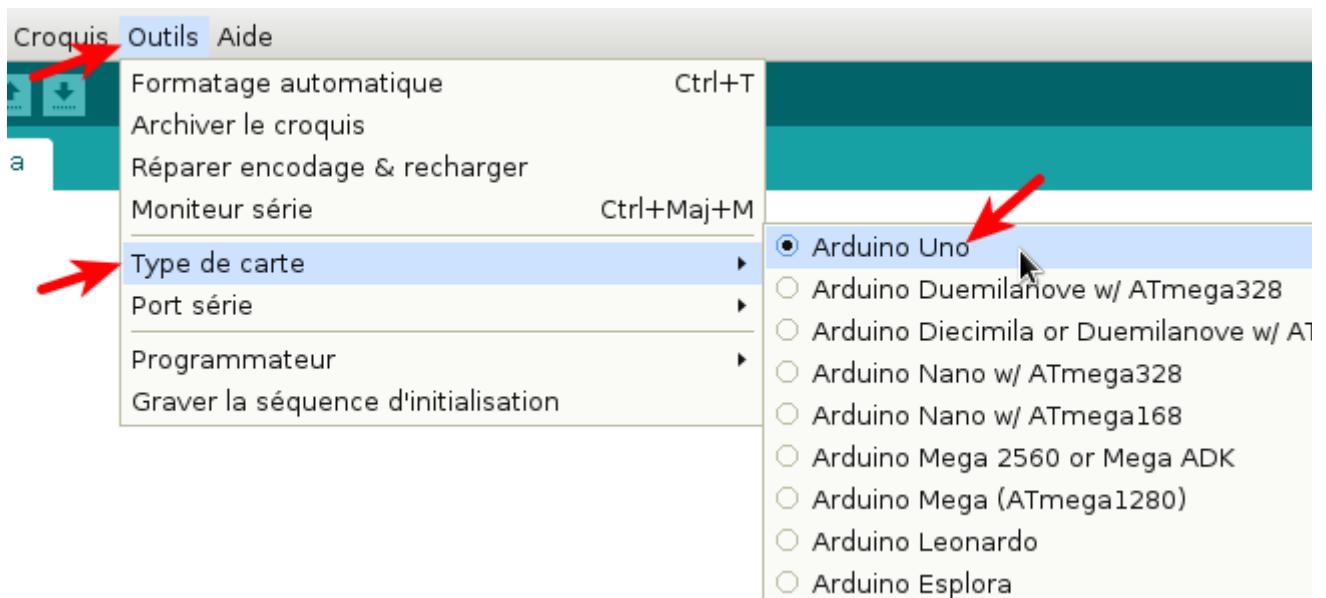 Croquis Outils Aide
Formatage automatique Ctrl+T
Archiver le croquis
a
Réparer encodage & recharger
Moniteur série Ctrl+Maj+M
Type de carte
Port série
Programmateur
Graver la séquence d'initialisation
Arduino Uno
Arduino Duemilanove w/ ATmega328
Arduino Diecimila or Duemilanove w/
Arduino Nano w/ ATmega328
Arduino Nano w/ ATmega168
Arduino Mega 2560 or Mega ADK
Arduino Mega (ATmega1280)
Arduino Leonardo
Arduino Esplora